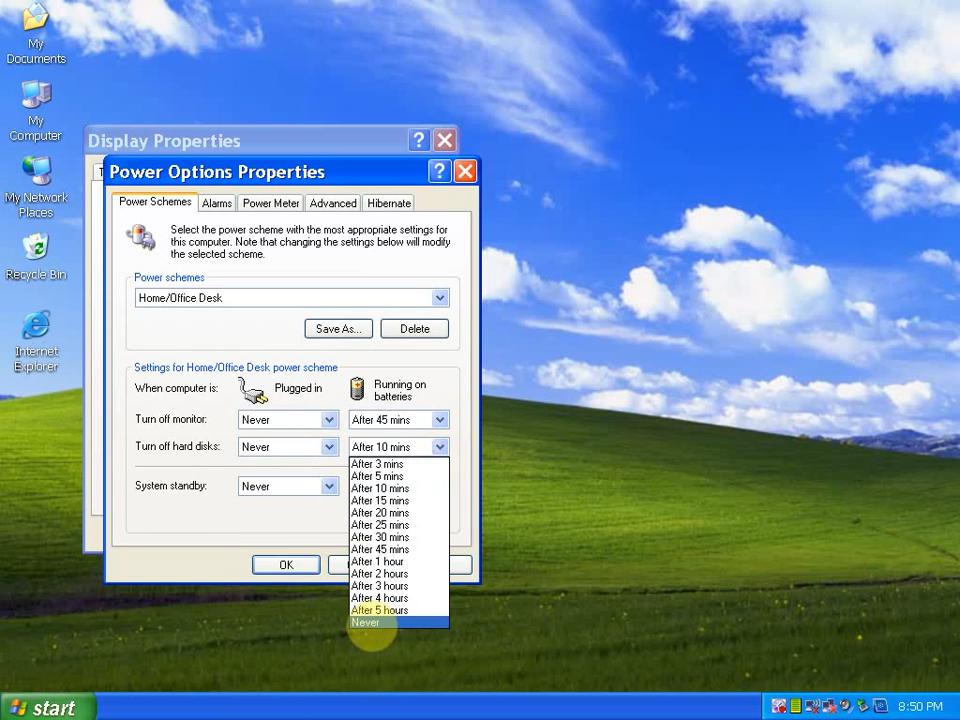 My
Documents
My
Computer
My Network
Places
Recycle Bin
Internet
Explorer
Display Properties
Power Options Properties
Power Schemes
Alarms
Power Meter
Advanced
Hibernate
Select the power scheme with the most appropriate settings for
this computer. Note that changing the settings below will modify
the selected scheme.
Power schemes
Home/Office Desk
Save As...
Delete
Settings for Home/Office Desk power scheme
When computer is:
Plugged in
Running on
batteries
Turn off monitor:
Never
After 45 mins
Turn off hard disks:
Never
After 10 mins
After 3 mins
After 5 mins
After 10 mins
After 15 mins
After 20 mins
After 25 mins
After 30 mins
After 45 mins
After 1 hour
After 2 hours
After 3 hours
After 4 hours
After 5 hours
Never
System standby:
Never
OK
start
8:50 PM